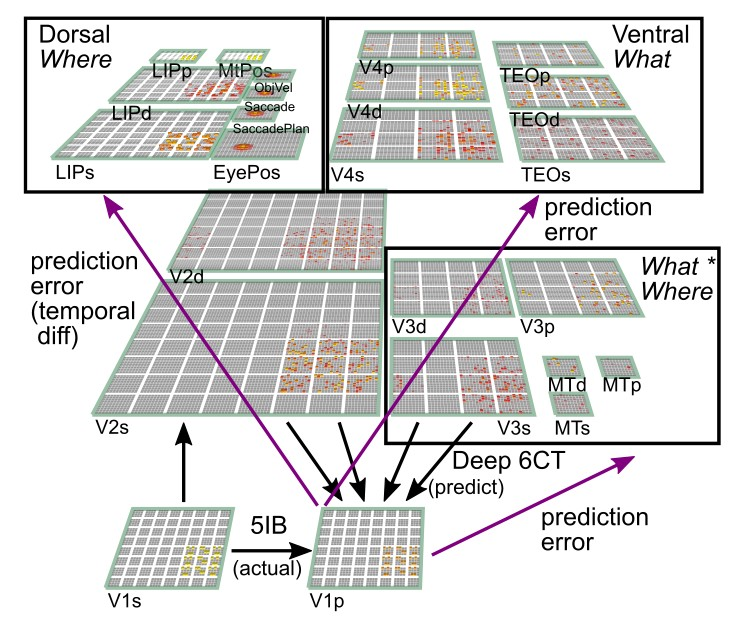 Dorsal
Where
LIPp
MtPos
ObjVel
LIPd
Saccade
SaccadePlan
LIPs
EyePos
Ventral
What
V4p
TEOp
V4d
TEOd
V4s
TEOs
prediction
error
prediction
error
(temporal
diff)
V2d
What *
Where
V3d
V3p
MTd
MTp
V2s
V3s
MTs
Deep 6CT
(predict)
5IB
(actual)
prediction
error
V1s
V1p